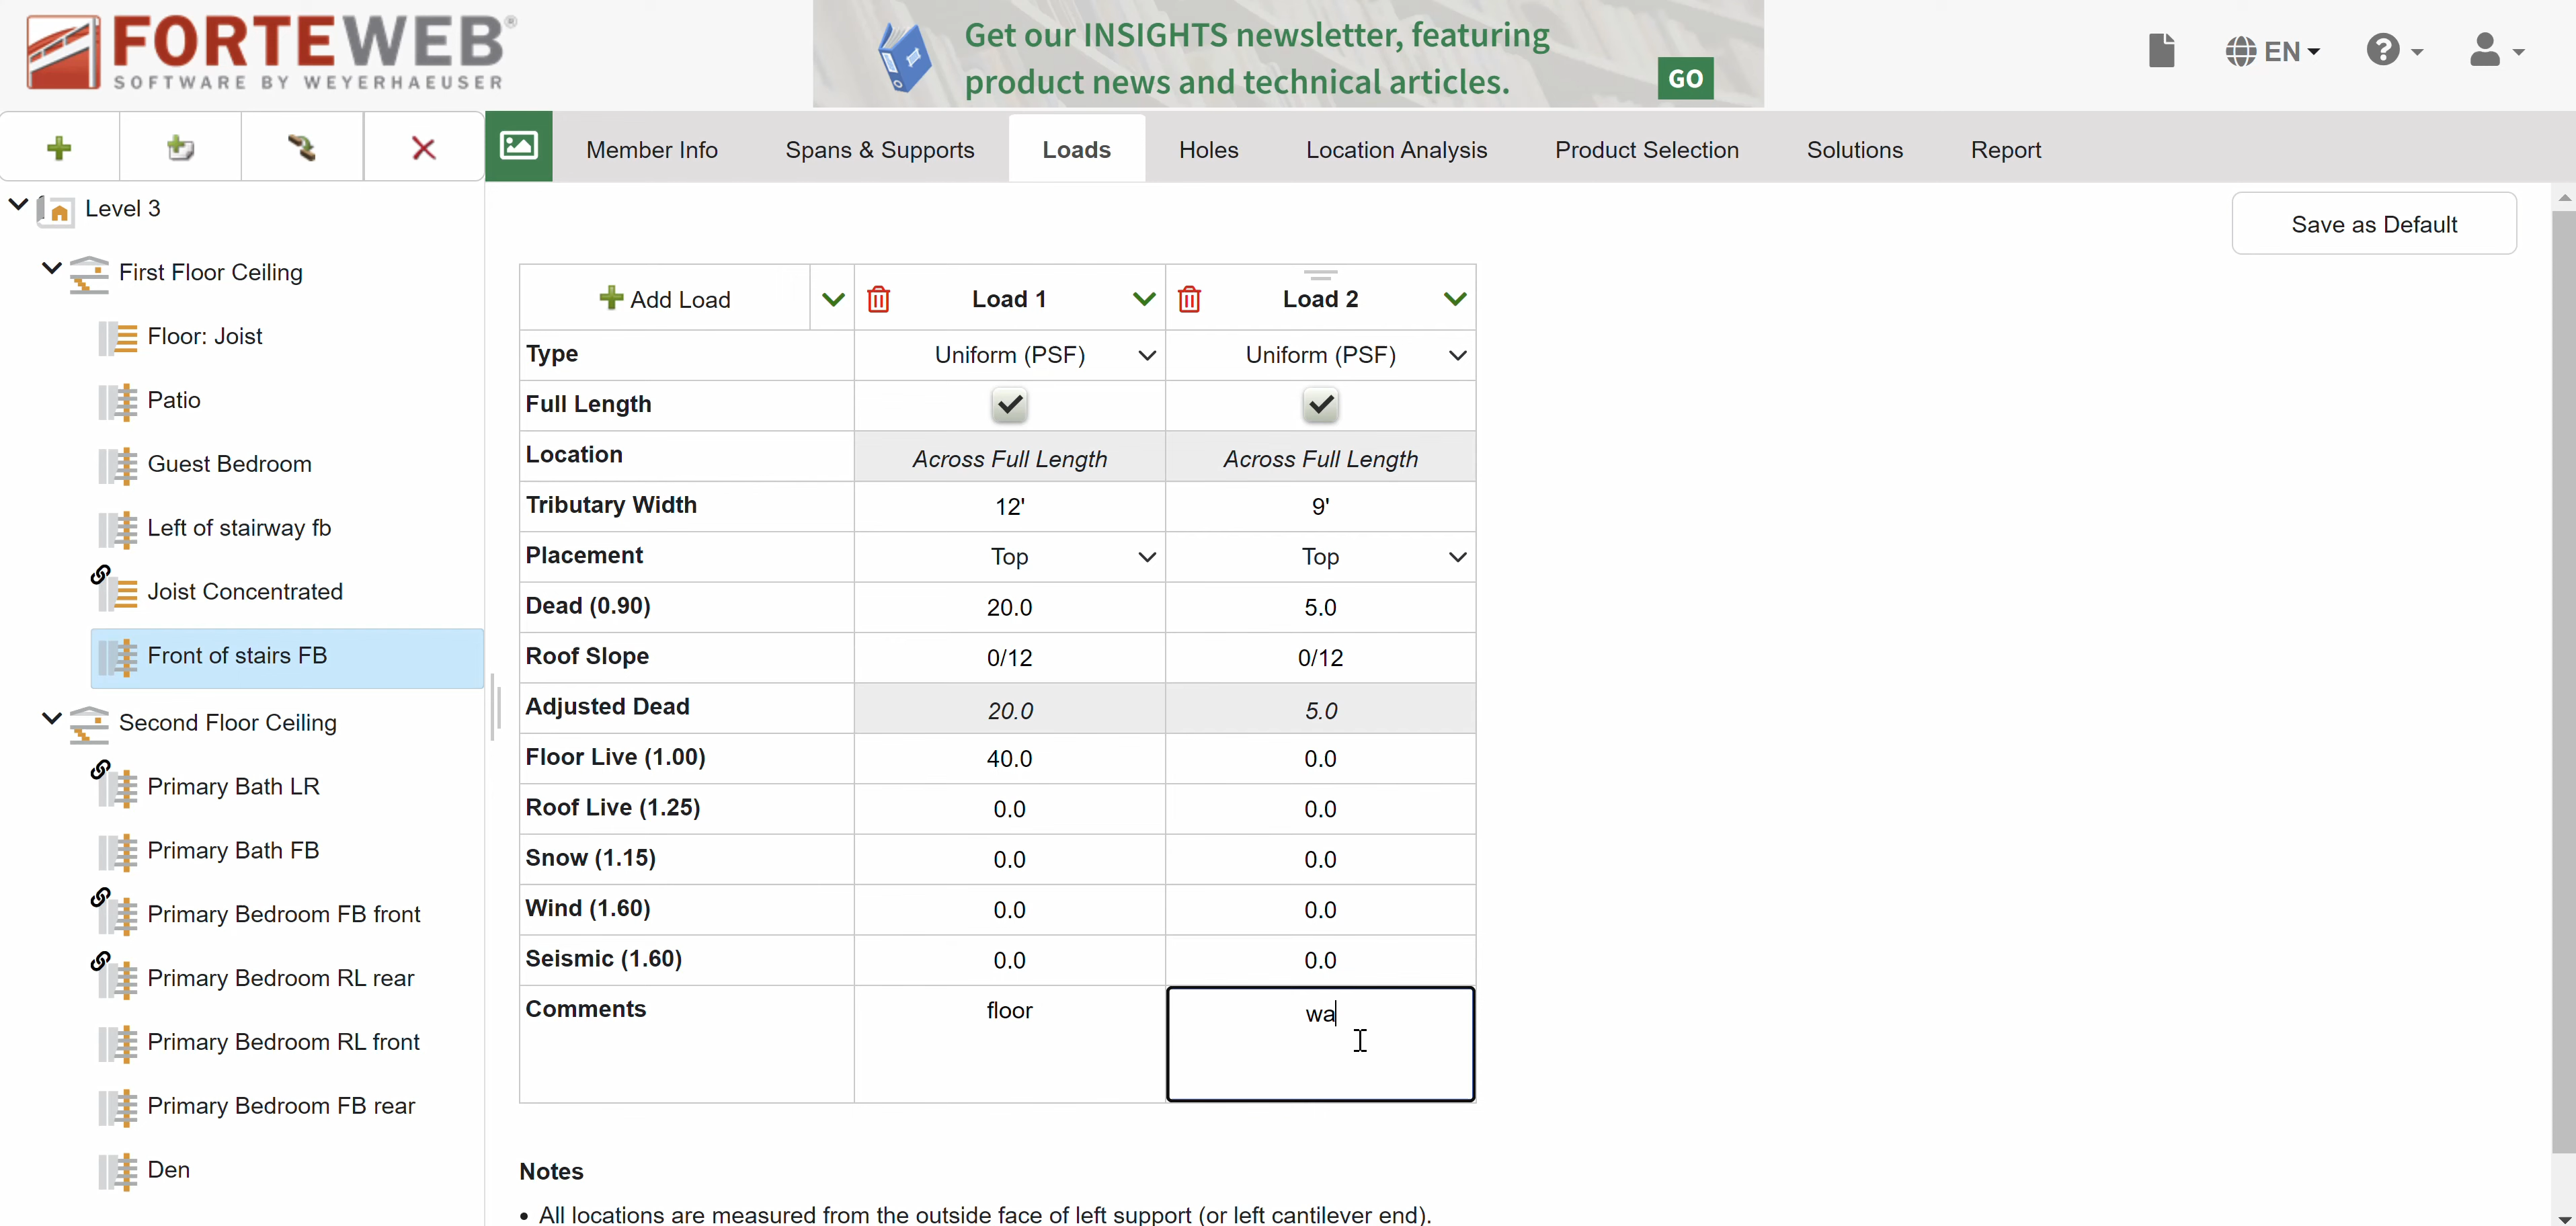 FORTEWEB®
SOFTWARE BY WEYERHAEUSER
Get our INSIGHTS newsletter, featuring
product news and technical articles.
GO
EN
Member Info
Spans & Supports
Loads
Holes
Location Analysis
Product Selection
Solutions
Report
Level 3
First Floor Ceiling
Floor: Joist
Patio
Guest Bedroom
Left of stairway fb
Joist Concentrated
Front of stairs FB
Second Floor Ceiling
Primary Bath LR
Primary Bath FB
Primary Bedroom FB front
Primary Bedroom RL rear
Primary Bedroom RL front
Primary Bedroom FB rear
Den
Save as Default
Add Load Load 1 Load 2
Type Uniform (PSF) Uniform (PSF)
Full Length
Location Across Full Length Across Full Length
Tributary Width 12' 9'
Placement Top Top
Dead (0.90) 20.0 5.0
Roof Slope 0/12 0/12
Adjusted Dead 20.0 5.0
Floor Live (1.00) 40.0 0.0
Roof Live (1.25) 0.0 0.0
Snow (1.15) 0.0 0.0
Wind (1.60) 0.0 0.0
Seismic (1.60) 0.0 0.0
Comments floor wa
Notes
• All locations are measured from the outside face of left support (or left cantilever end).